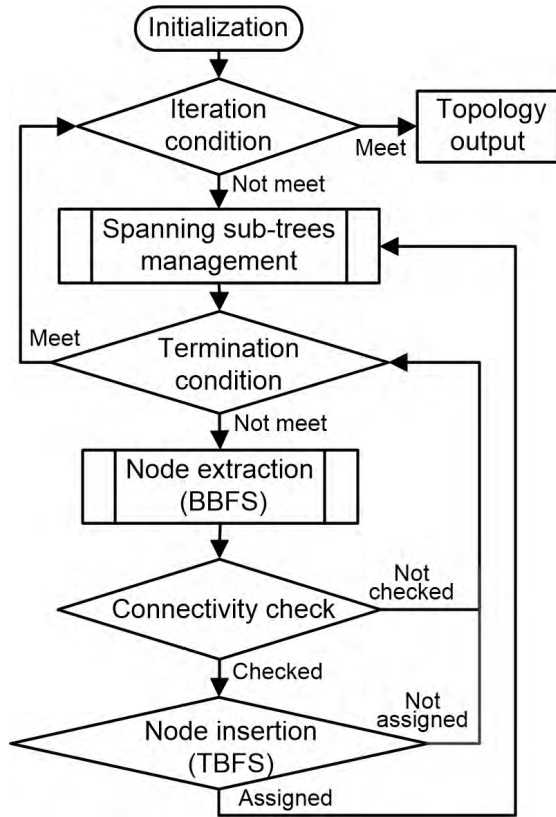 Initialization
Iteration
condition
Topology
output
Meet
Not meet
Spanning sub-trees
management
Meet
Termination
condition
Not meet
Node extraction
(BBFS)
Not
checked
Connectivity check
Checked
Not
assigned
Node insertion
(TBFS)
Assigned